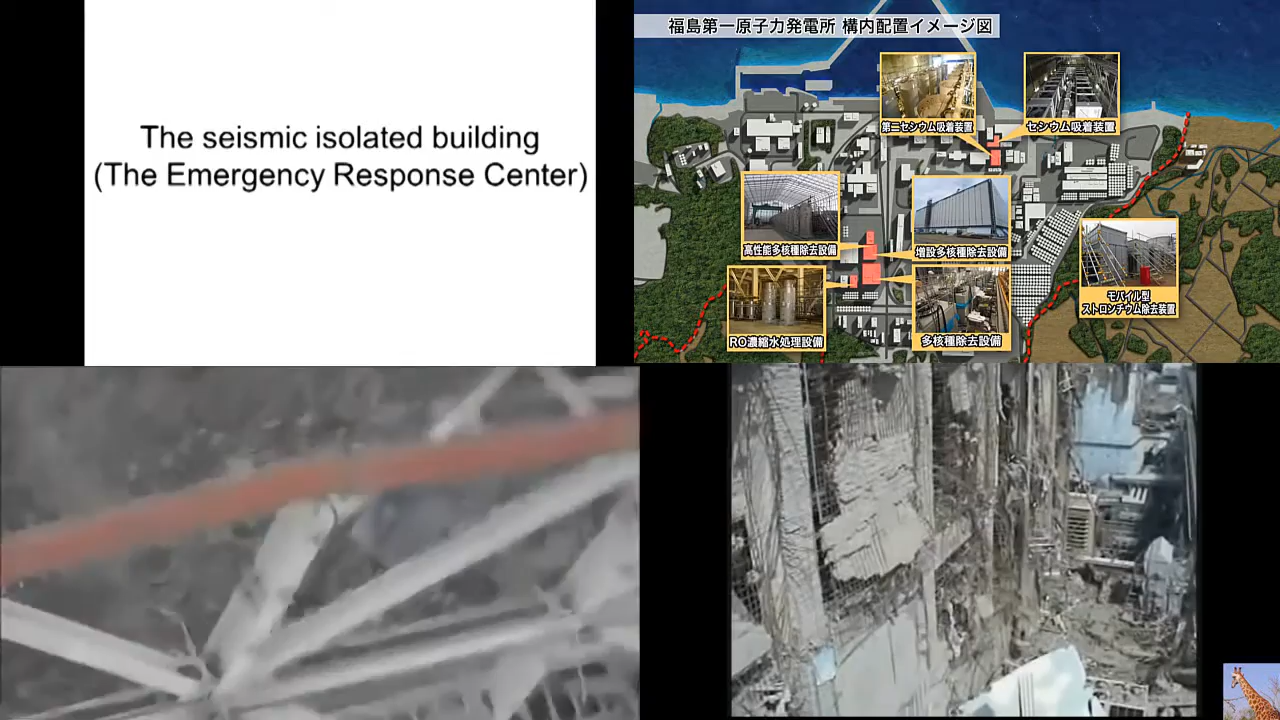 The seismic isolated building
(The Emergency Response Center)
福島第一原子力発電所 構内配置イメージ図
第二セシウム吸着装置
セシウム吸着装置
高性能多核種除去設備
増設多核種除去設備
モバイル型
ストロンチウム除去装置
RO濃縮水処理設備
多核種除去設備